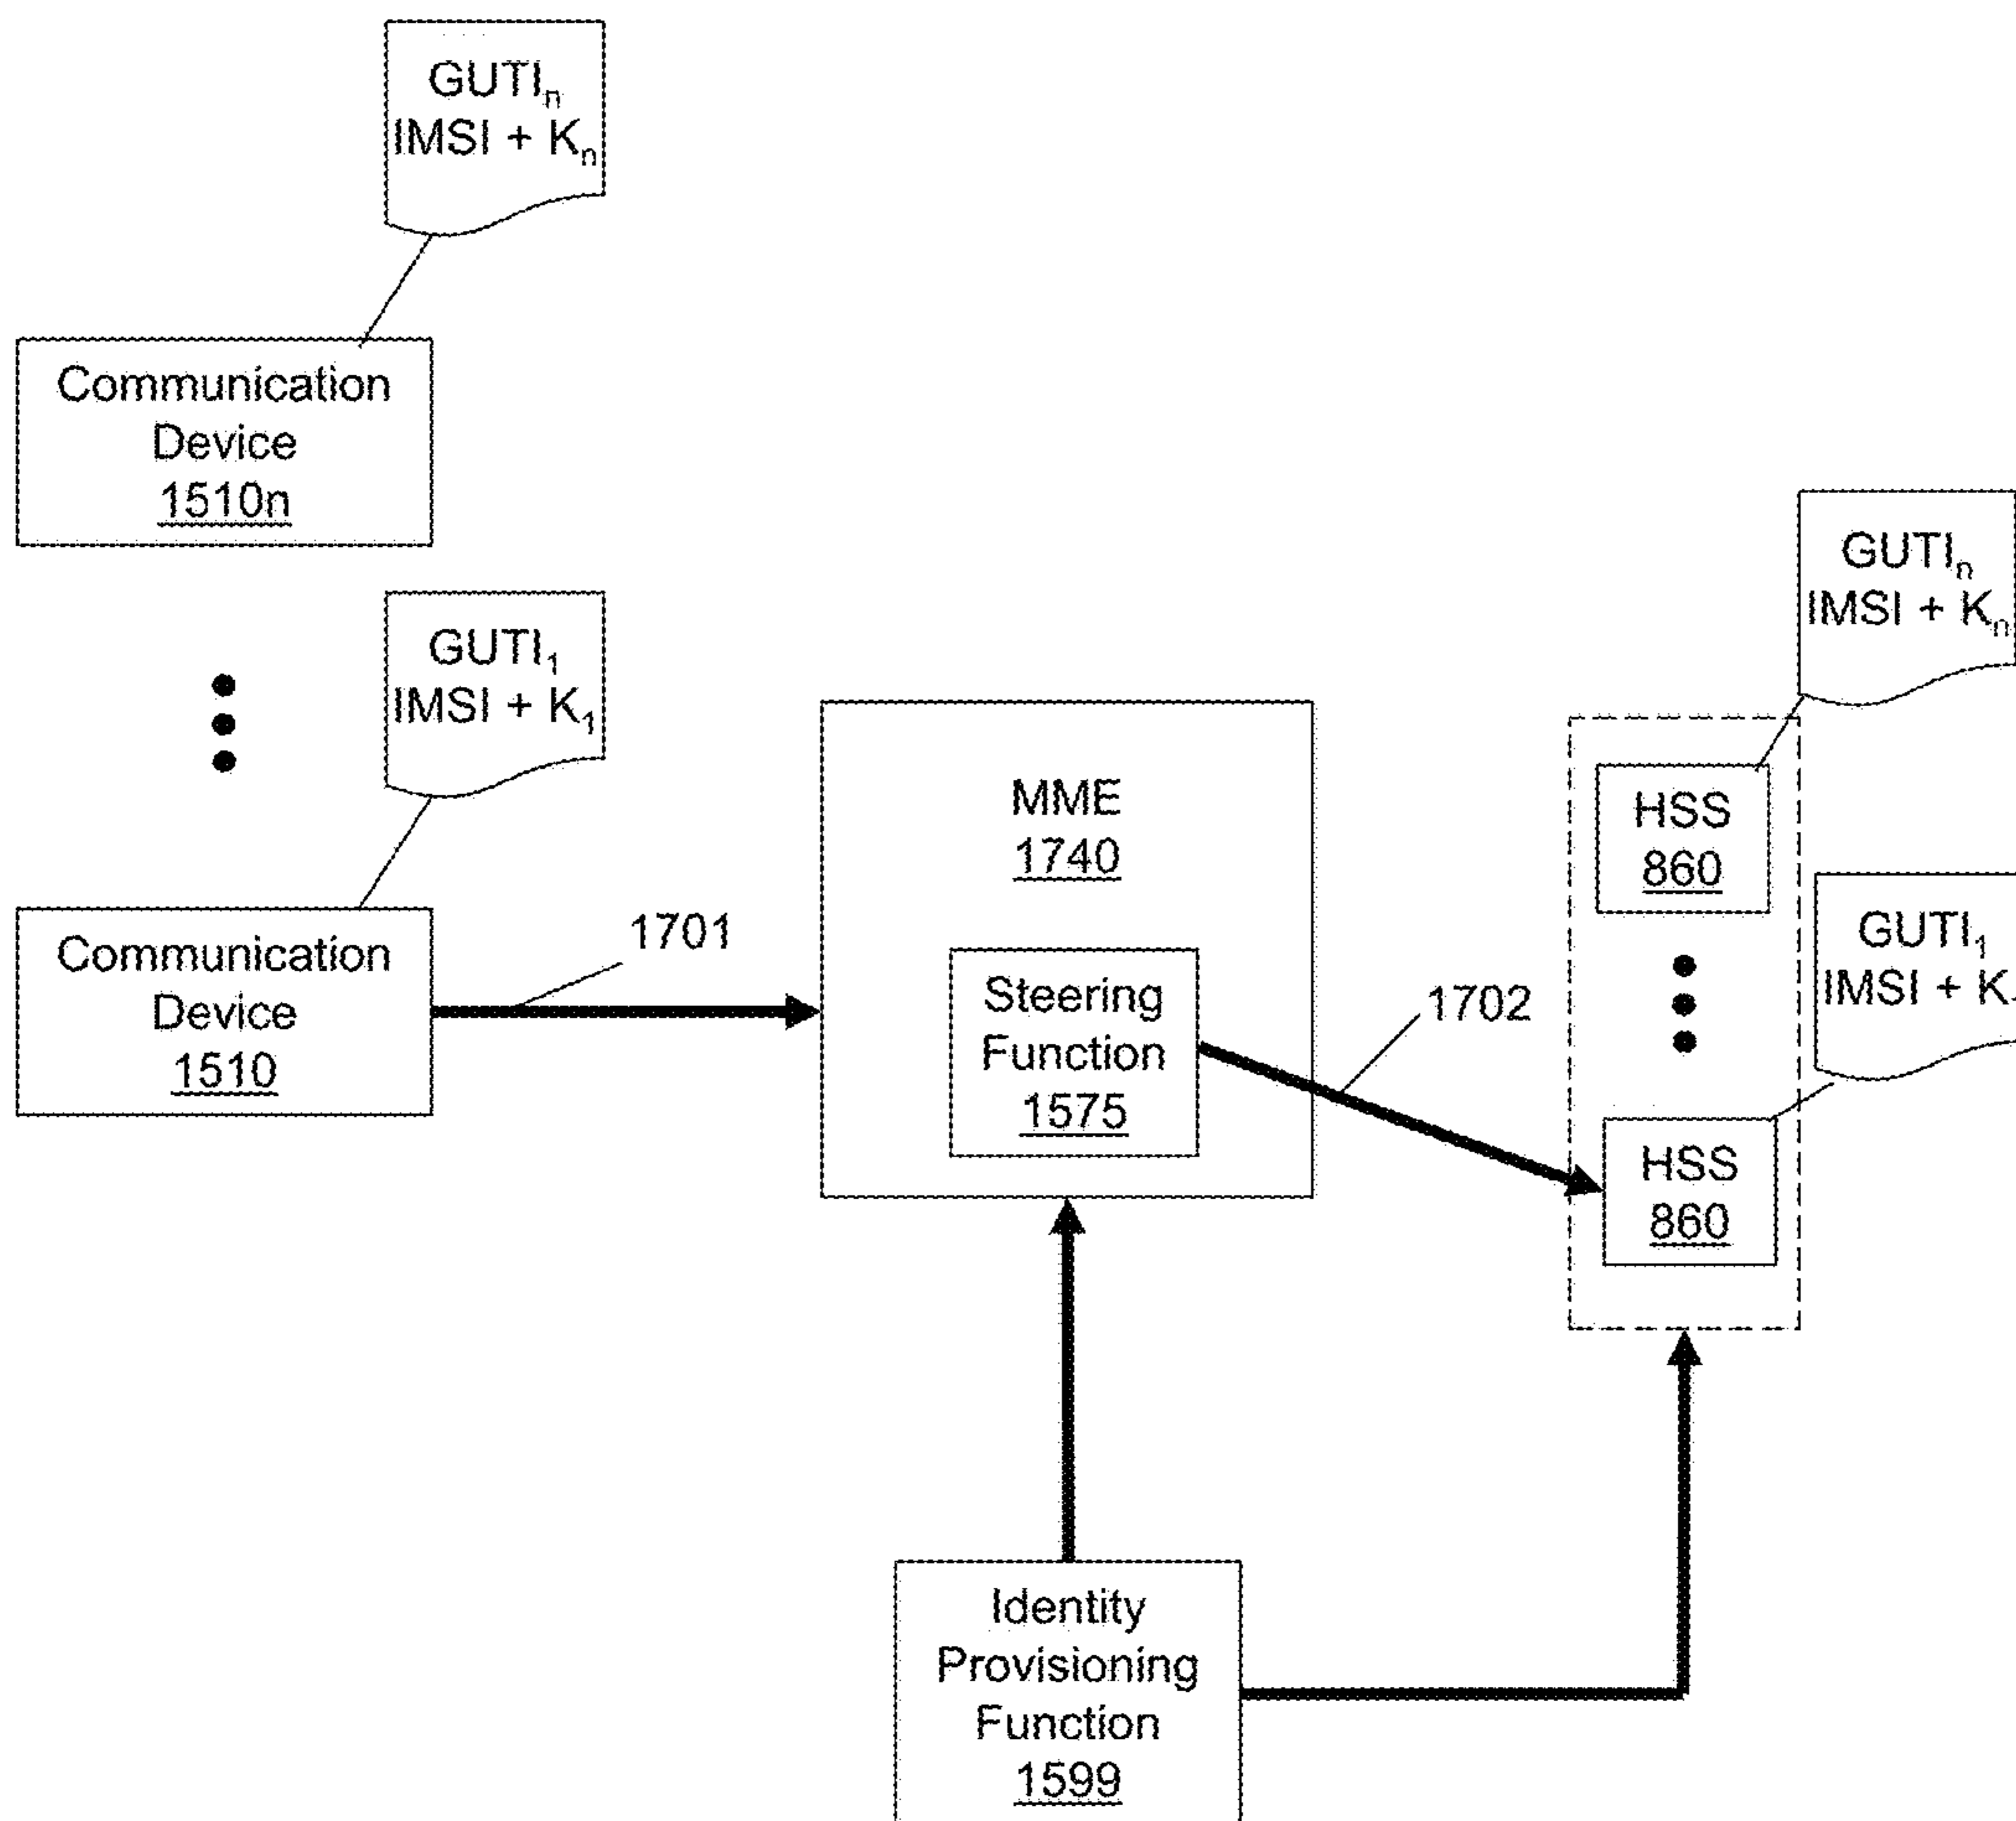 GUTIn
IMSI + Kn
Communication
Device
1510n
GUTI1
IMSI + K1
Communication
Device
1510
1701
MME
1740
Steering
Function
1575
1702
GUTIn
IMSI + Kn
HSS
860
GUTI1
IMSI + K
HSS
860
Identity
Provisioning
Function
1599